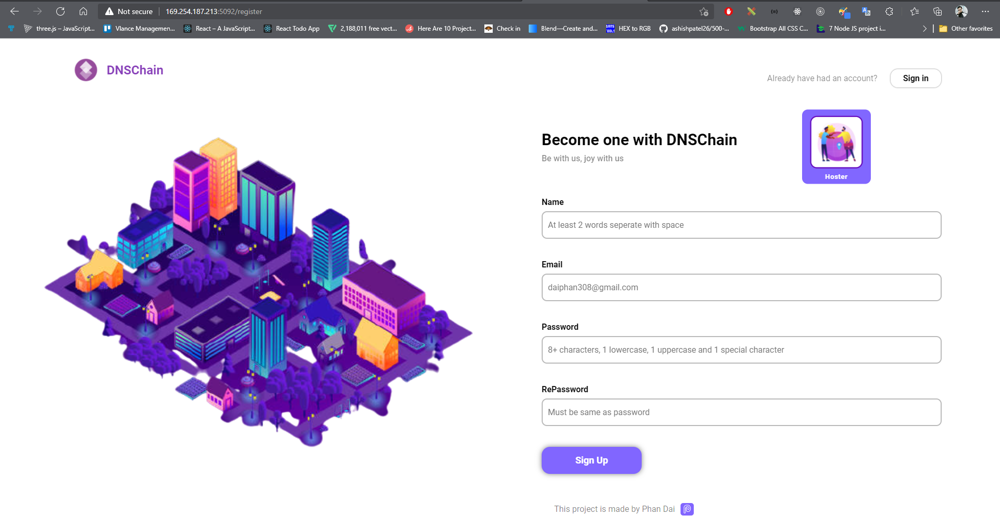 Not secure | 169.254.187.213:5092/register
three.js – JavaScript...
Vlance Managemen...
React – A JavaScript...
React Todo App
2,188,011 free vect...
Here Are 10 Project...
Check in
Blend—Create and...
HEX to RGB
ashishpatel26/500-...
Bootstrap All CSS C...
7 Node JS project i...
Other favorites
DNSChain
Already have had an account?
Sign in
Hoster
Become one with DNSChain
Be with us, joy with us
Name
At least 2 words seperate with space
Email
daiphan308@gmail.com
Password
8+ characters, 1 lowercase, 1 uppercase and 1 special character
RePassword
Must be same as password
Sign Up
This project is made by Phan Dai